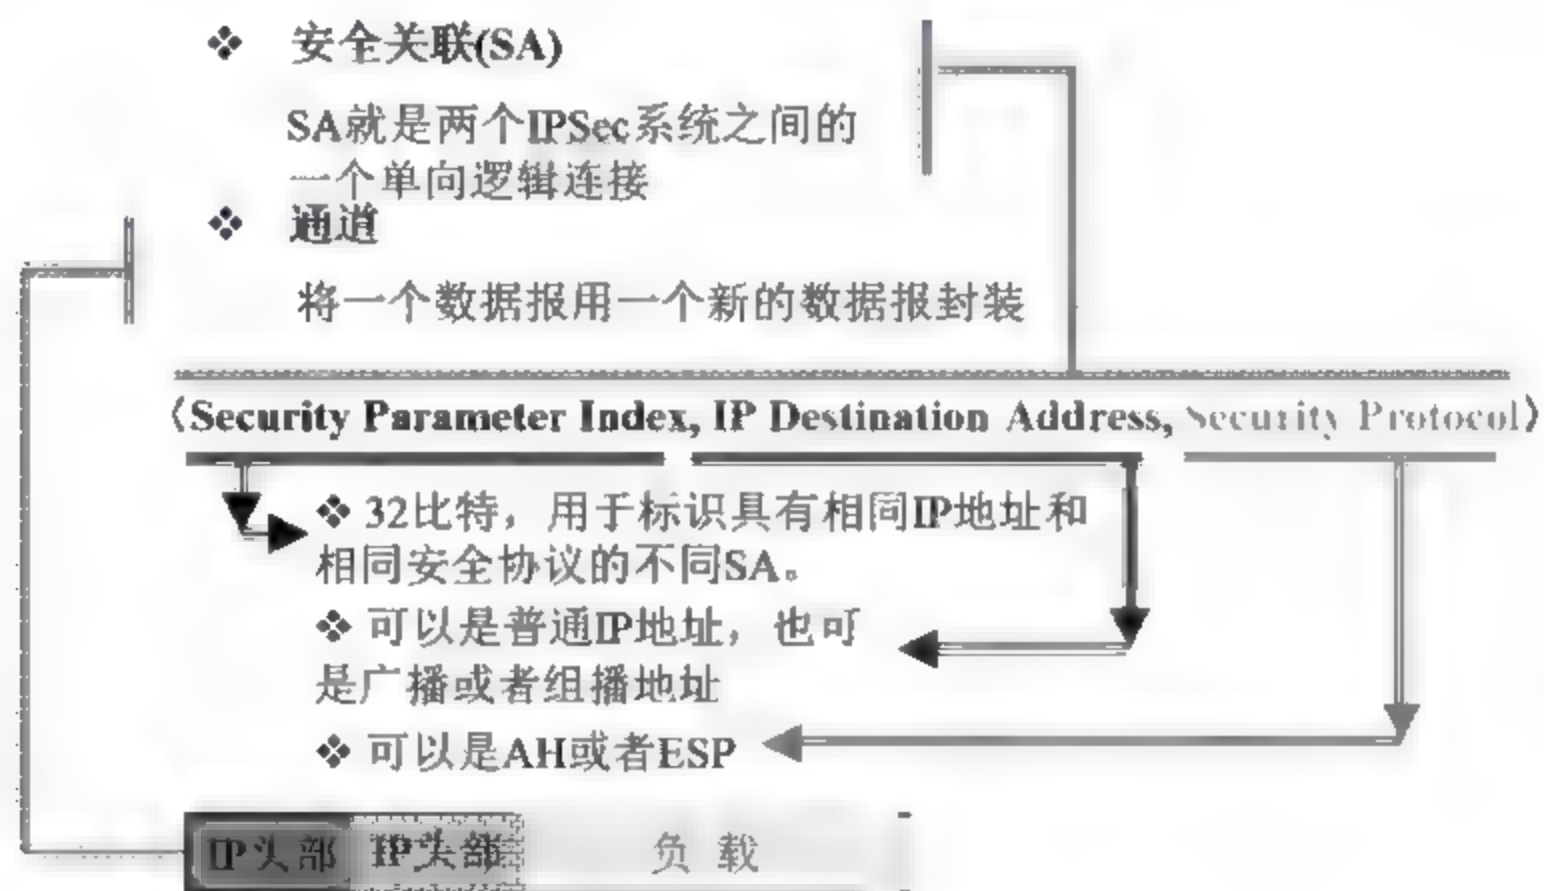 ❖ 安全关联(SA)
SA就是两个IPSec系统之间的
一个单向逻辑连接
❖ 通道
将一个数据报用一个新的数据报封装
〈Security Parameter Index, IP Destination Address, Security Protocol〉
❖ 32比特，用于标识具有相同IP地址和
相同安全协议的不同SA。
❖ 可以是普通IP地址，也可
是广播或者组播地址
❖ 可以是AH或者ESP
IP头部 IP头部 负 载